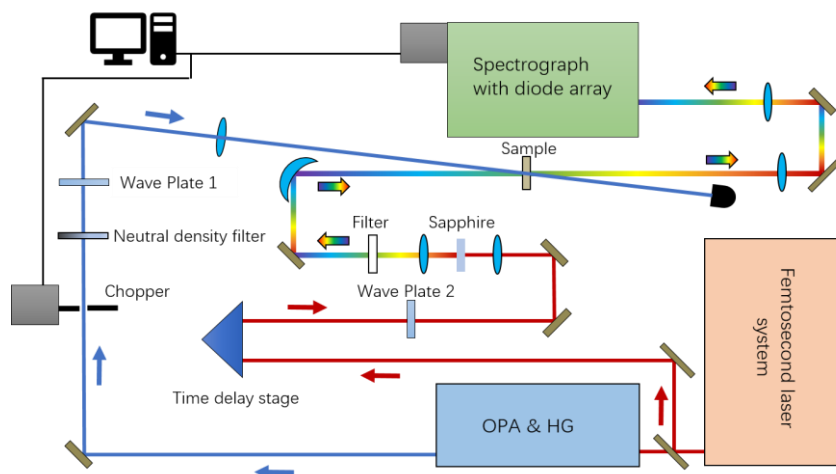 Spectrograph
with diode array
Sample
Wave Plate 1
Neutral density filter
Filter
Sapphire
Chopper
Wave Plate 2
Time delay stage
OPA & HG
Femtosecond laser
system